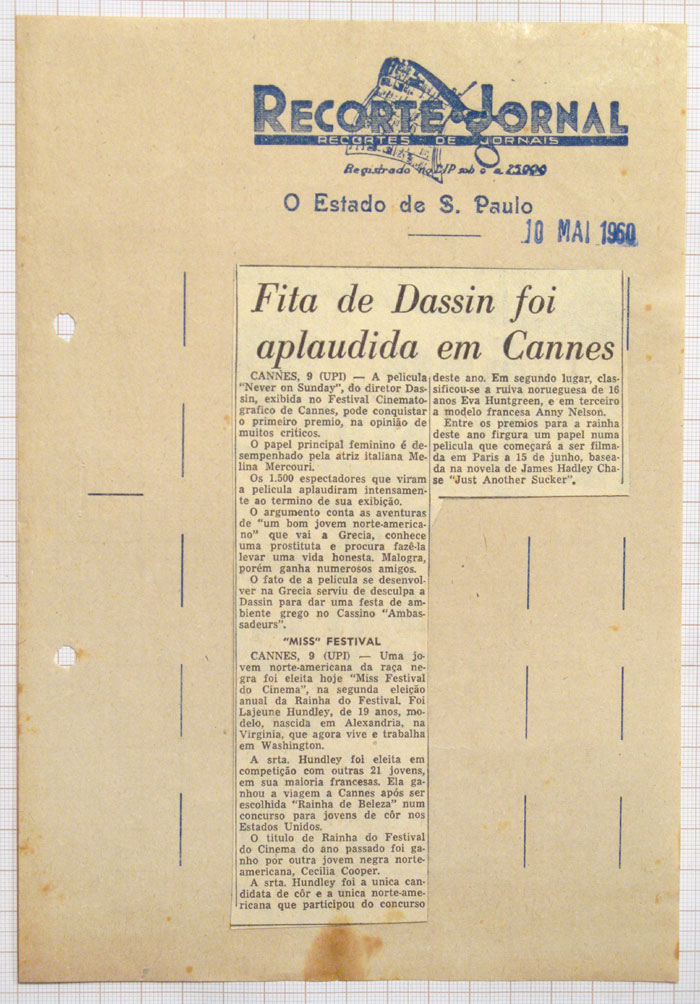 RECORTE JORNAL
RECORTES DE JORNAIS
Registrado no DIP sob o n 25.000
O Estado de S. Paulo
10 MAI 1960
Fita de Dassin foi
aplaudida em Cannes
CANNES, 9 (UPI) — A pelicula
"Never on Sunday", do diretor Das-
sin, exibida no Festival Cinemato-
grafico de Cannes, pode conquistar
o primeiro premio, na opinião de
muitos criticos.
O papel principal feminino é de-
sempenhado pela atriz italiana Me-
lina Mercouri.
Os 1.500 espectadores que viram
a pelicula aplaudiram intensamen-
te ao termino de sua exibição.
O argumento conta as aventuras
de "um bom jovem norte-america-
no" que vai a Grecia, conhece
uma prostituta e procura fazê-la
levar uma vida honesta. Malogra,
porém ganha numerosos amigos.
O fato de a pelicula se desenvol-
ver na Grecia serviu de desculpa a
Dassin para dar uma festa de am-
biente grego no Cassino "Ambas-
sadeurs".
"MISS" FESTIVAL
CANNES, 9 (UPI) — Uma jo-
vem norte-americana da raça ne-
gra foi eleita hoje "Miss Festival
do Cinema", na segunda eleição
anual da Rainha do Festival. Foi
Lajeune Hundley, de 19 anos, mo-
delo, nascida em Alexandria, na
Virginia, que agora vive e trabalha
em Washington.
A srta. Hundley foi eleita em
competição com outras 21 jovens,
em sua maioria francesas. Ela ga-
nhou a viagem a Cannes após ser
escolhida "Rainha de Beleza" num
concurso para jovens de côr nos
Estados Unidos.
O titulo de Rainha do Festival
do Cinema do ano passado foi ga-
nho por outra jovem negra norte-
americana, Cecilia Cooper.
A srta. Hundley foi a unica can-
didata de côr e a unica norte-ame-
ricana que participou do concurso
deste ano. Em segundo lugar, clas-
sificou-se a ruiva norueguesa de 16
anos Eva Huntgreen, e em terceiro
a modelo francesa Anny Nelson.
Entre os premios para a rainha
deste ano firgura um papel numa
pelicula que começará a ser filma-
da em Paris a 15 de junho, basea-
da na novela de James Hadley Cha-
se "Just Another Sucker".